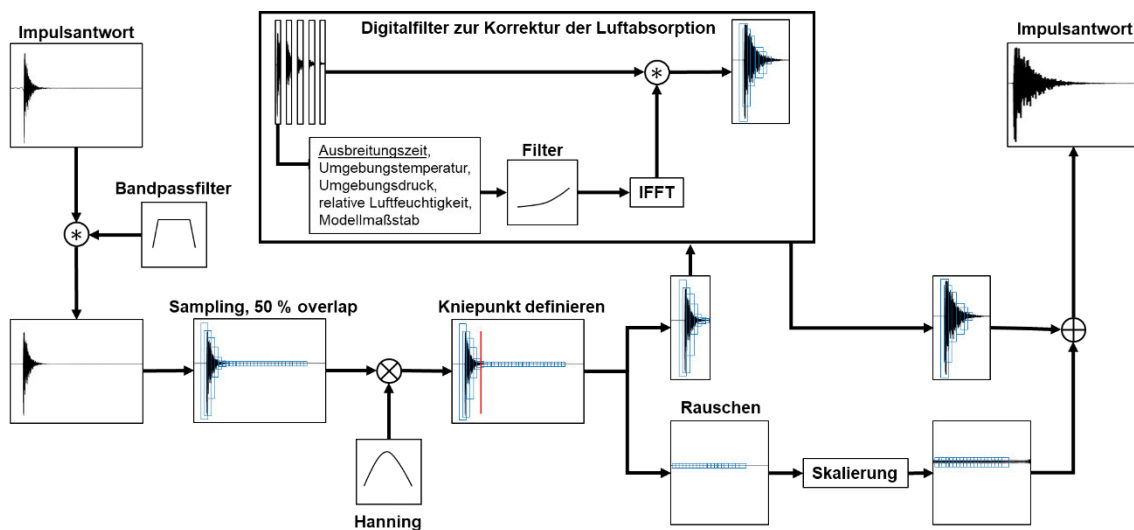 Impulsantwort
Digitalfilter zur Korrektur der Luftabsorption
Impulsantwort
Ausbreitungszeit,
Umgebungstemperatur,
Umgebungsdruck,
relative Luftfeuchtigkeit,
Modellmaßstab
Filter
IFFT
Bandpassfilter
Sampling, 50 % overlap
Kniepunkt definieren
Hanning
Rauschen
Skalierung